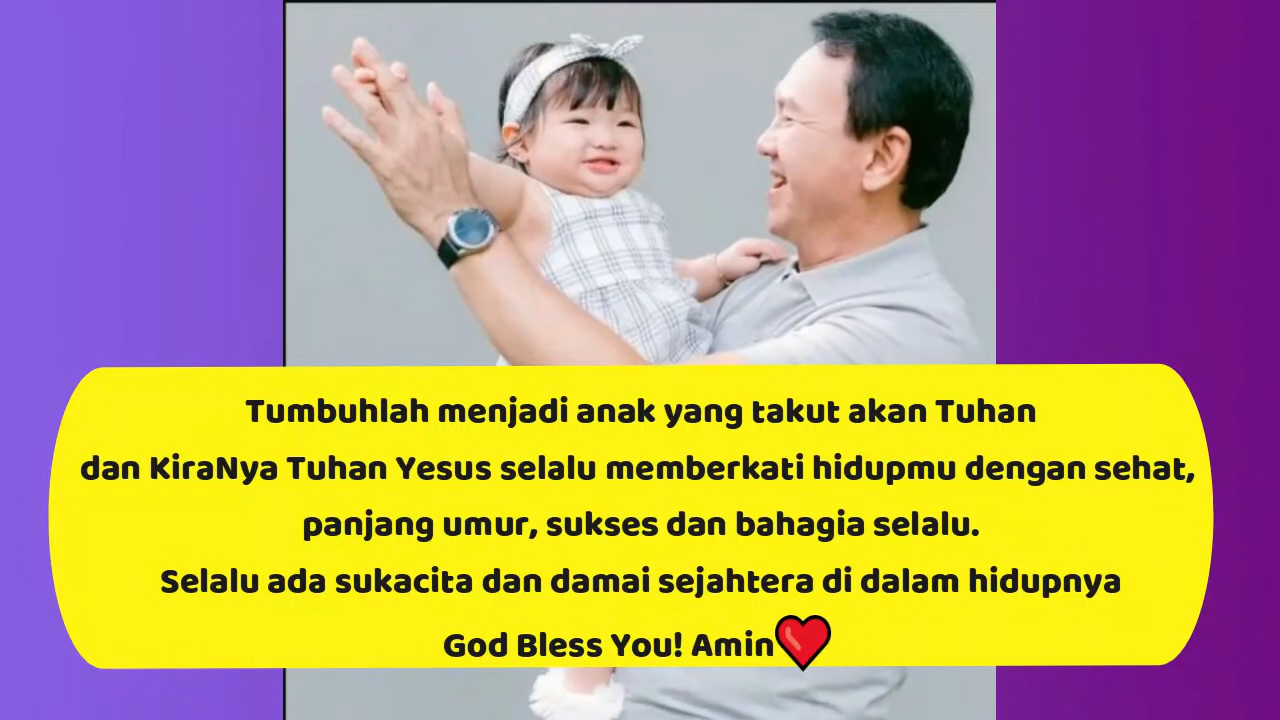 Tumbuhlah menjadi anak yang takut akan Tuhan
dan KiraNya Tuhan Yesus selalu memberkati hidupmu dengan sehat,
panjang umur, sukses dan bahagia selalu.
Selalu ada sukacita dan damai sejahtera di dalam hidupnya
God Bless You! Amin❤️